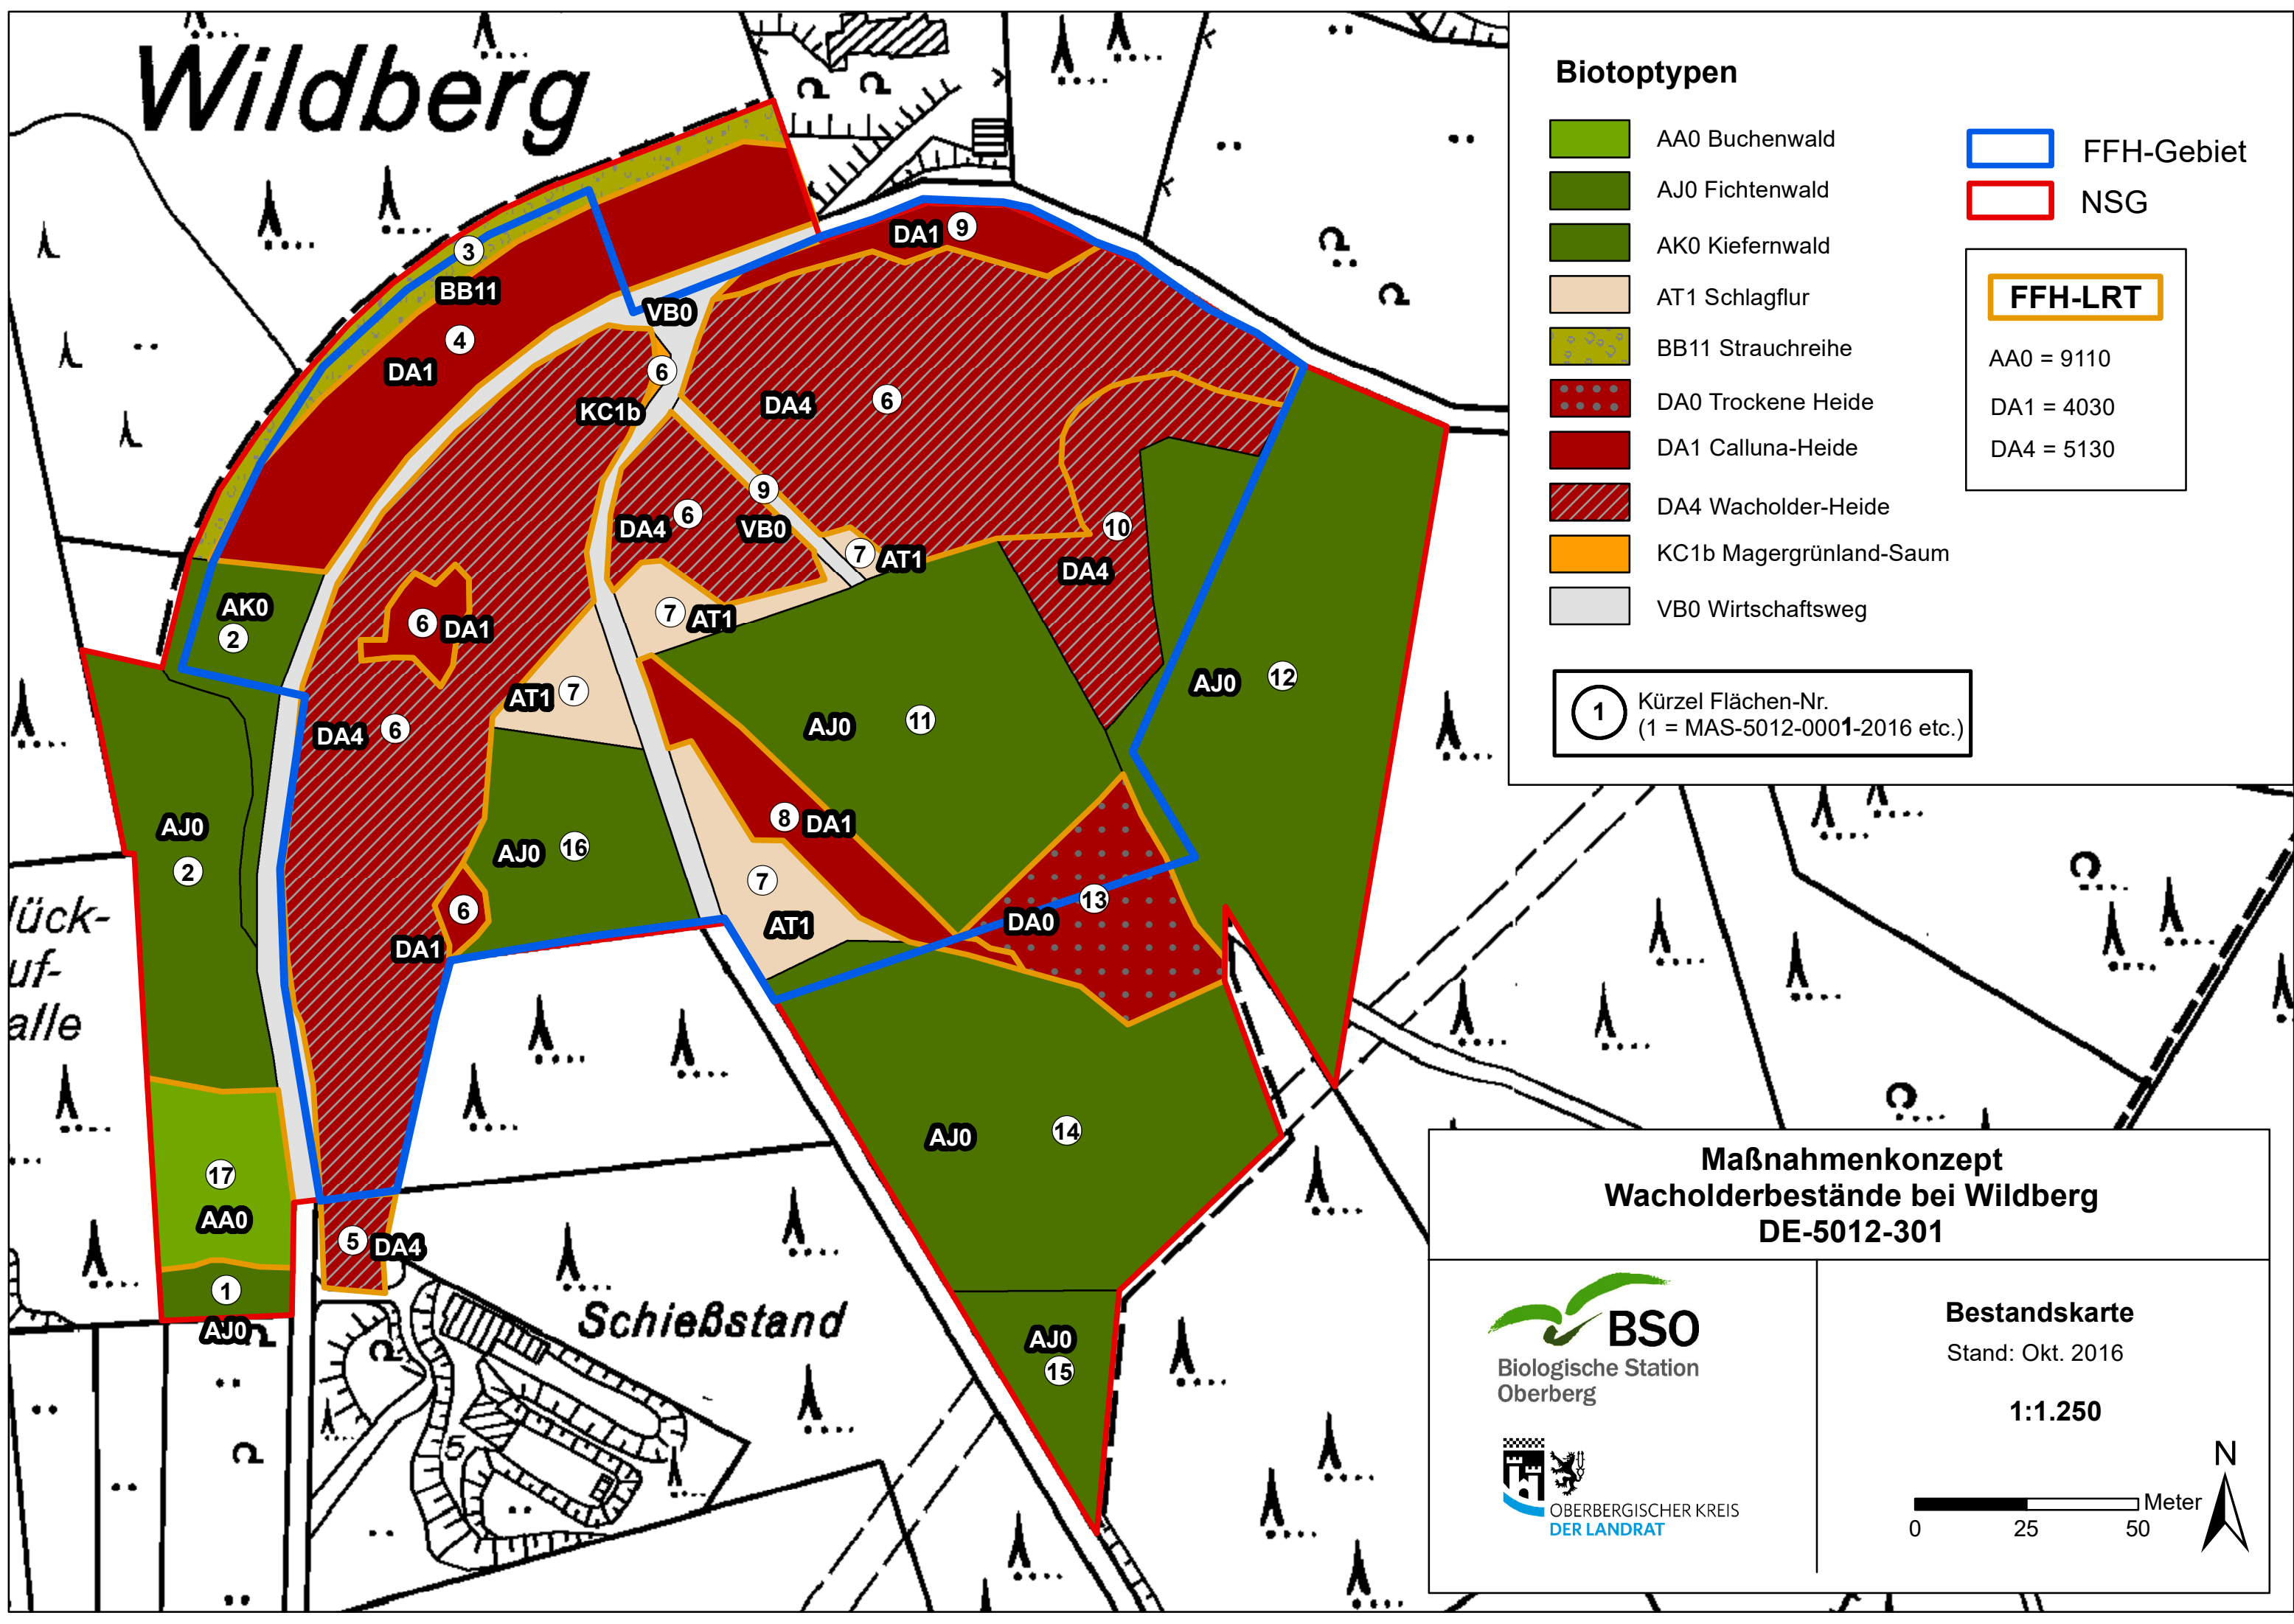 Wildberg
3
BB11
4
DA1
DA1 9
VB0
6
KC1b
DA4 6
DA4 6
9
VB0
10
DA4
7 AT1
AK0
2
6 DA1
7 AT1
AT1 7
DA4 6
AJ0 11
AJ0 12
AJ0
2
8 DA1
AJ0 16
7
AT1
6
DA1
13
DA0
lück-
uf-
alle
AJ0 14
17
AA0
5 DA4
1
AJ0
Schießstand
5
AJ0
15
Biotoptypen
AA0 Buchenwald
AJ0 Fichtenwald
AK0 Kiefernwald
AT1 Schlagflur
BB11 Strauchreihe
DA0 Trockene Heide
DA1 Calluna-Heide
DA4 Wacholder-Heide
KC1b Magergrünland-Saum
VB0 Wirtschaftsweg
FFH-Gebiet
NSG
FFH-LRT
AA0 = 9110
DA1 = 4030
DA4 = 5130
1 Kürzel Flächen-Nr.
(1 = MAS-5012-0001-2016 etc.)
Maßnahmenkonzept
Wacholderbestände bei Wildberg
DE-5012-301
BSO
Biologische Station
Oberberg
OBERBERGISCHER KREIS
DER LANDRAT
Bestandskarte
Stand: Okt. 2016
1:1.250
N
Meter
0 25 50